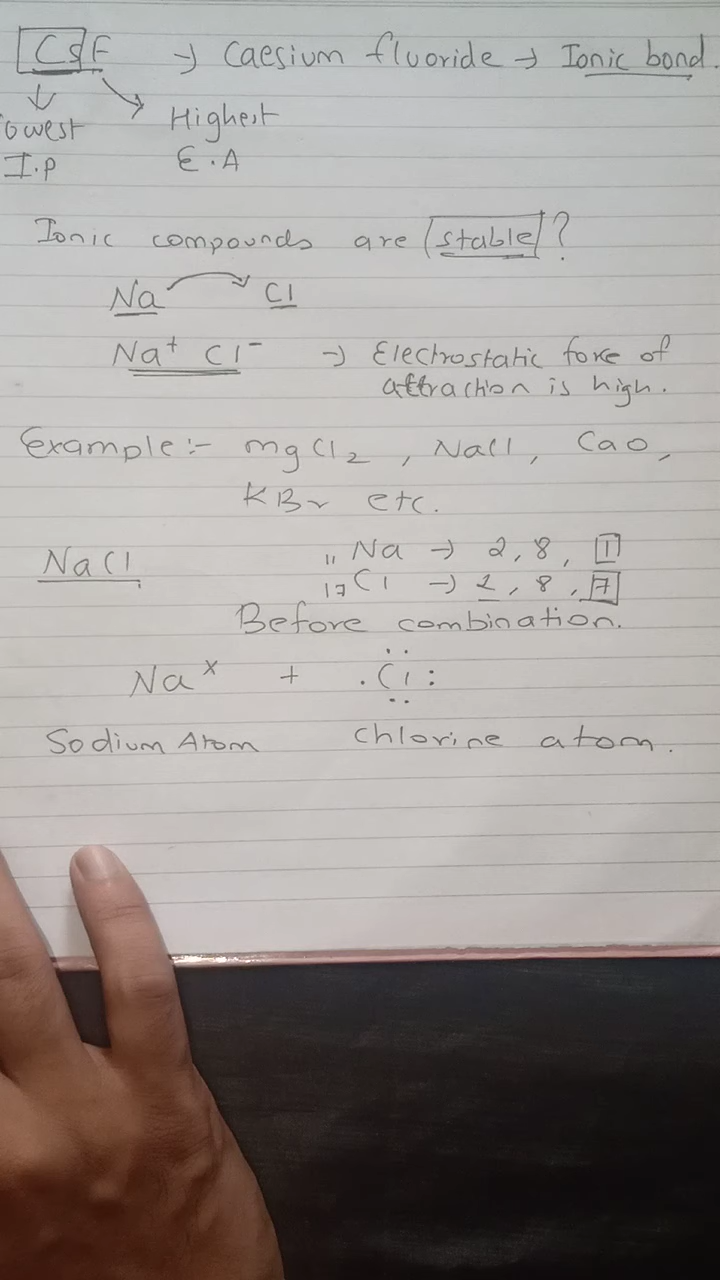 CsF → Caesium fluoride → Ionic bond.
↓ ↘
owest Highest
I.P E.A
Ionic compounds are stable?
Na Cl
Na⁺ Cl⁻ → Electrostatic force of
attraction is high.
Example:- mgCl₂, NaCl, CaO,
KBr etc.
NaCl ₁₁Na → 2, 8, 1
₁₇Cl → 2, 8, 7
Before combination.
Naˣ + .Cl:
Sodium Atom chlorine atom.